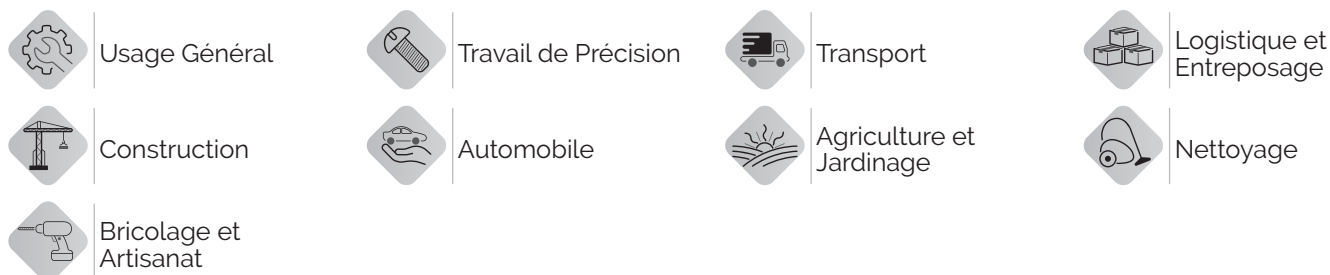 Usage Général
Travail de Précision
Transport
Logistique et
Entreposage
Construction
Automobile
Agriculture et
Jardinage
Nettoyage
Bricolage et
Artisanat